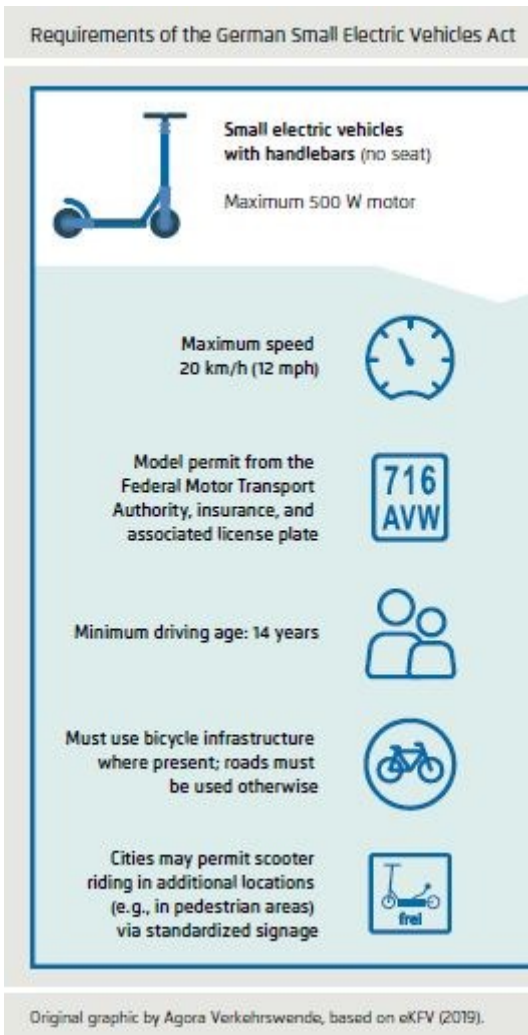 Requirements of the German Small Electric Vehicles Act
Small electric vehicles
with handlebars (no seat)
Maximum 500 W motor
Maximum speed
20 km/h (12 mph)
Model permit from the
Federal Motor Transport
Authority, insurance, and
associated license plate
716
AVW
Minimum driving age: 14 years
Must use bicycle infrastructure
where present; roads must
be used otherwise
Cities may permit scooter
riding in additional locations
(e.g., in pedestrian areas)
via standardized signage
frei
Original graphic by Agora Verkehrswende, based on eKFV (2019).